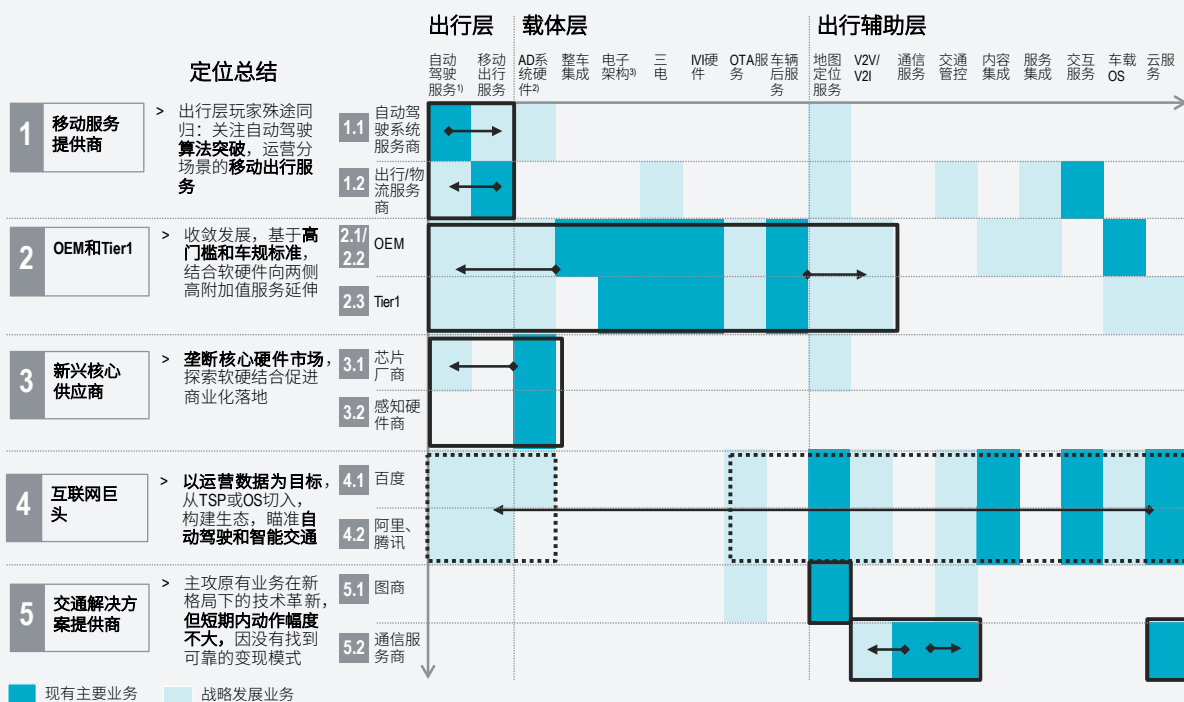 出行层
载体层
出行辅助层
定位总结
自动
驾驶
服务¹⁾
移动
出行
服务
AD系
统硬
件²⁾
整车
集成
电子
架构³⁾
三
电
IVI硬
件
OTA服
务
车辆
后服
务
地图
定位
服务
V2V/
V2I
通信
服务
交通
管控
内容
集成
服务
集成
交互
服务
车载
OS
云服
务
1
移动服务
提供商
> 出行层玩家殊途同
归：关注自动驾驶
算法突破，运营分
场景的移动出行服
务
1.1
自动驾
驶系统
服务商
1.2
出行/物
流服务
商
2
OEM和Tier1
> 收敛发展，基于高
门槛和车规标准，
结合软硬件向两侧
高附加值服务延伸
2.1/
2.2
OEM
2.3
Tier1
3
新兴核心
供应商
> 垄断核心硬件市场，
探索软硬结合促进
商业化落地
3.1
芯片
厂商
3.2
感知硬
件商
4
互联网巨
头
> 以运营数据为目标，
从TSP或OS切入，
构建生态，瞄准自
动驾驶和智能交通
4.1
百度
4.2
阿里、
腾讯
5
交通解决方
案提供商
> 主攻原有业务在新
格局下的技术革新，
但短期内动作幅度
不大，因没有找到
可靠的变现模式
5.1
图商
5.2
通信服
务商
现有主要业务
战略发展业务